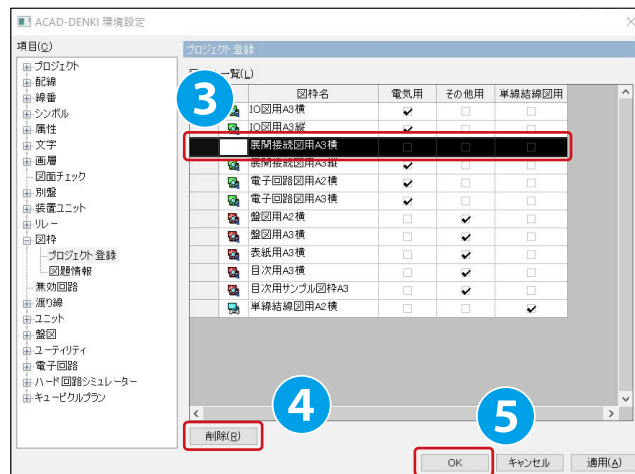 ACAD-DENKI 環境設定
項目(C)
プロジェクト
配線
線番
シンボル
属性
文字
画層
図面チェック
別盤
装置ユニット
リレー
図枠
プロジェクト登録
図題情報
無効回路
渡り線
ユニット
盤図
ユーティリティ
電子回路
ハード回路シミュレーター
キュービクルプラン
プロジェクト登録
一覧(L)
3
図枠名 電気用 その他用 単線結線図用
IO図用A3横
IO図用A3縦
展開接続図用A3横
展開接続図用A3縦
電子回路図用A2横
電子回路図用A3横
盤図用A2横
盤図用A3横
表紙用A3横
目次用A3横
目次用サンプル図枠A3
単線結線図用A2横
4
5
削除(R)
OK キャンセル 適用(A)